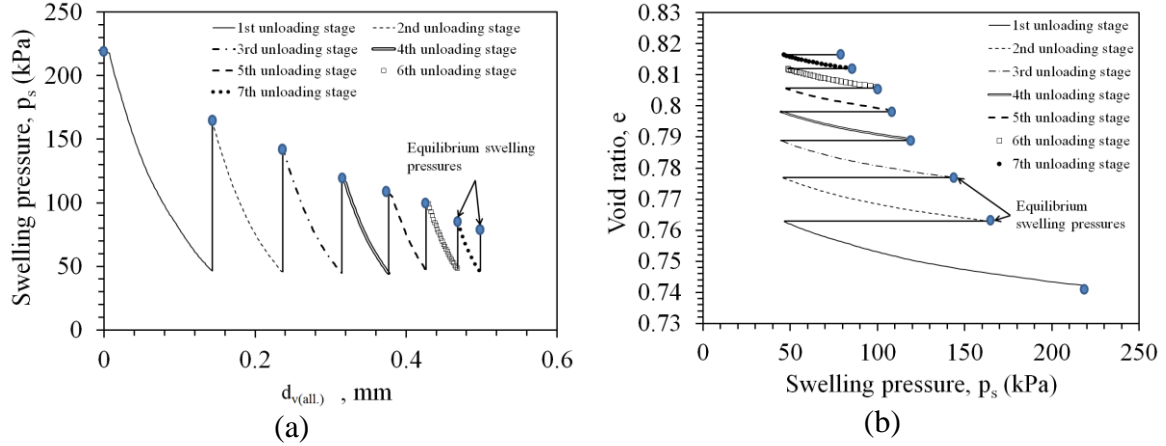 250
200
150
100
50
0
Swelling pressure, pₛ (kPa)
1st unloading stage
2nd unloading stage
3rd unloading stage
4th unloading stage
5th unloading stage
6th unloading stage
7th unloading stage
Equilibrium swelling
pressures
0
0.2
0.4
0.6
d_v(all.) , mm
(a)
0.83
0.82
0.81
0.8
0.79
0.78
0.77
0.76
0.75
0.74
0.73
Void ratio, e
1st unloading stage
2nd unloading stage
3rd unloading stage
4th unloading stage
5th unloading stage
6th unloading stage
7th unloading stage
Equilibrium
swelling
pressures
0
50
100
150
200
250
Swelling pressure, pₛ (kPa)
(b)